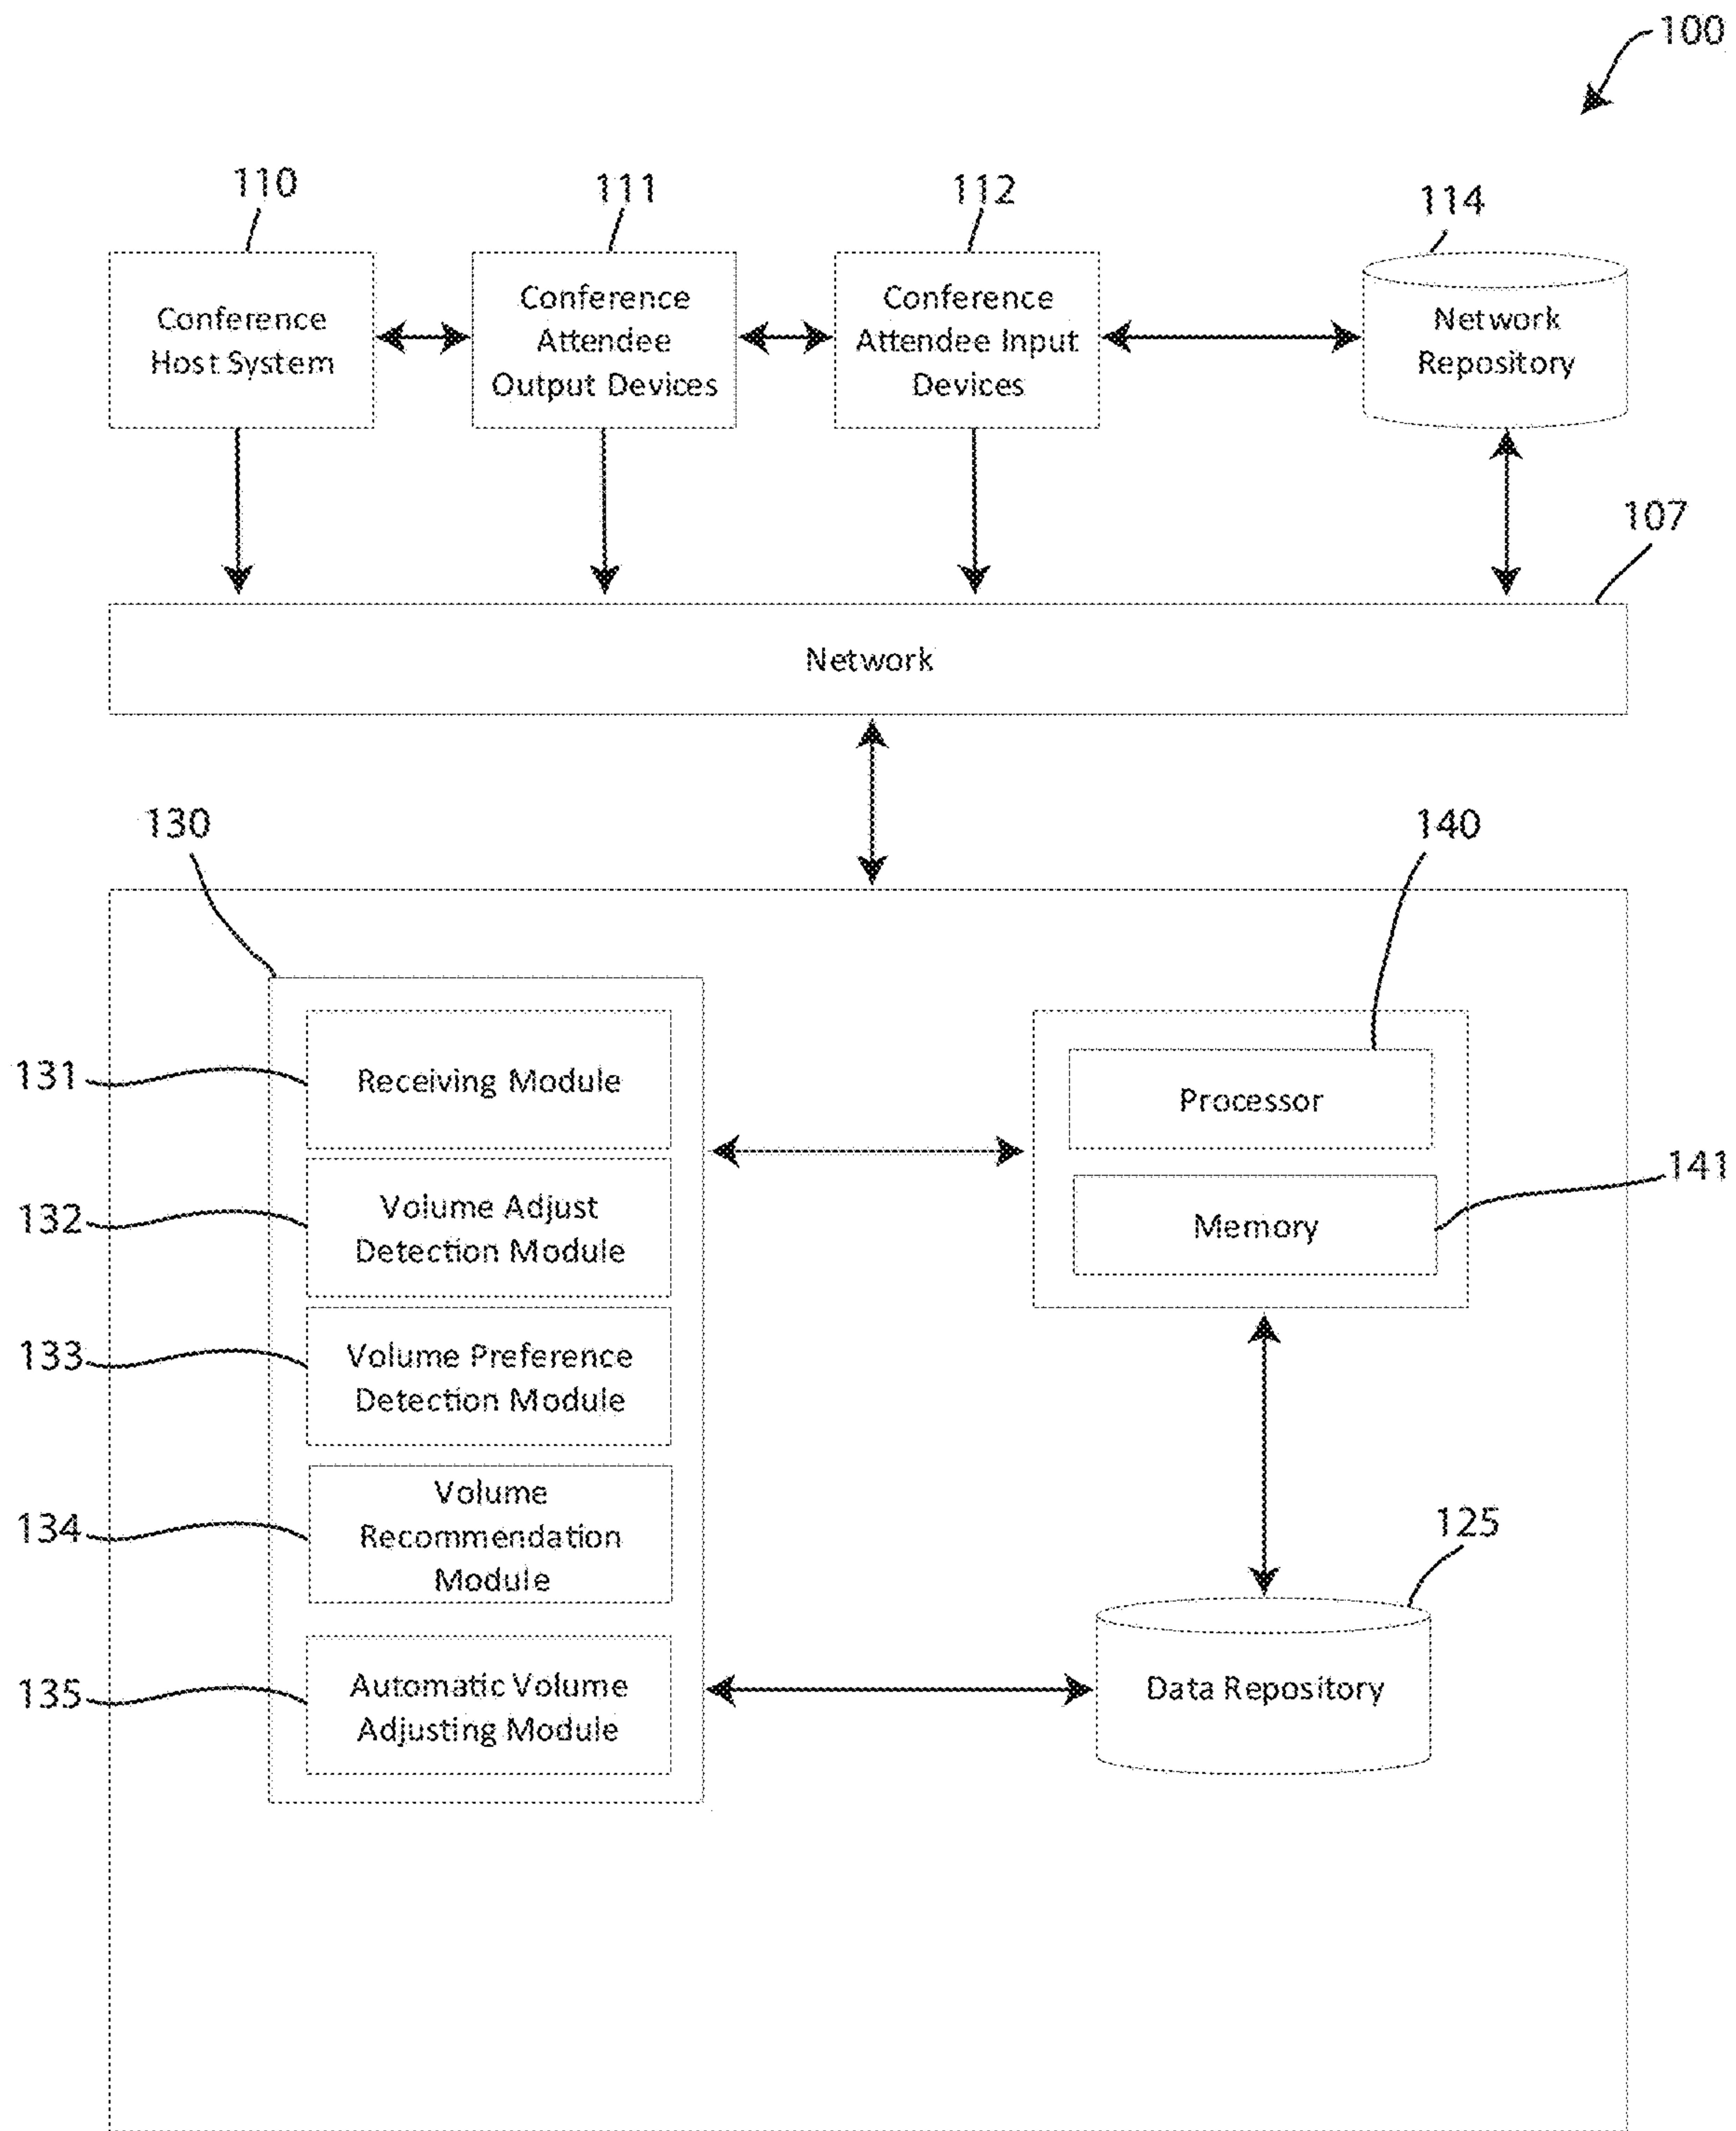 100
110
111
112
114
Conference
Host System
Conference
Attendee
Output Devices
Conference
Attendee Input
Devices
Network
Repository
107
Network
130
140
131
Receiving Module
Processor
132
Volume Adjust
Detection Module
Memory
141
133
Volume Preference
Detection Module
134
Volume
Recommendation
Module
125
135
Automatic Volume
Adjusting Module
Data Repository